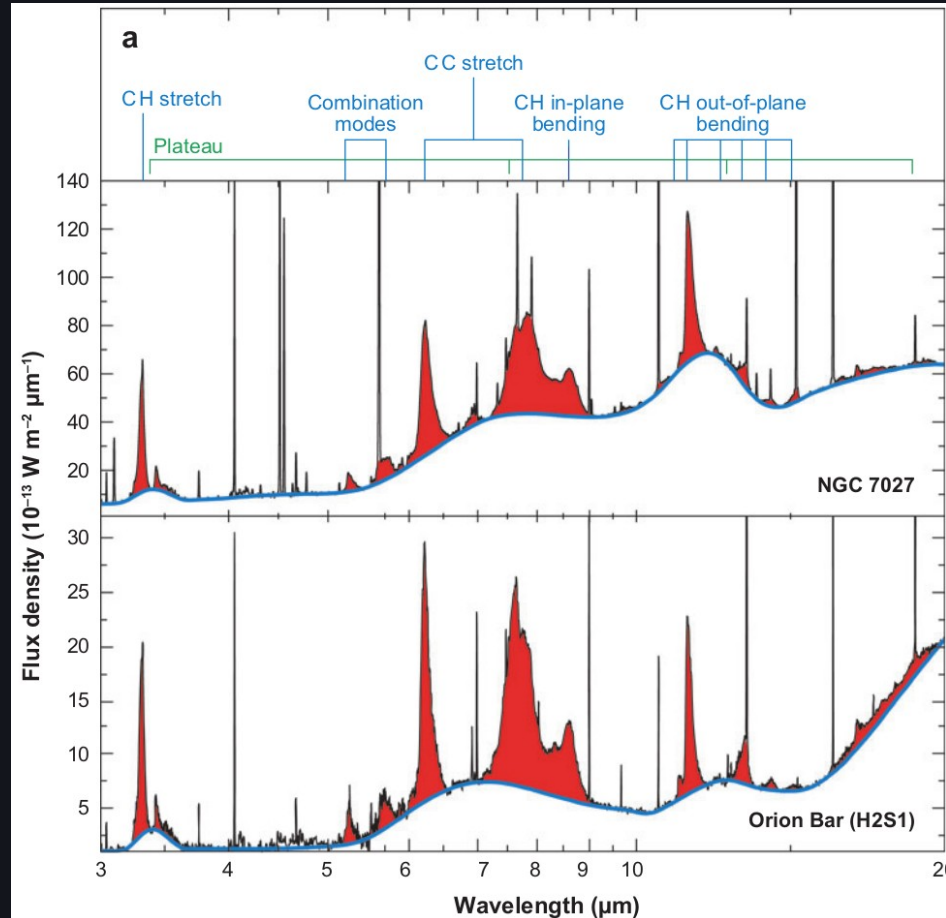 a
CC stretch
CH stretch
Combination
modes
CH in-plane
bending
CH out-of-plane
bending
Plateau
140
120
100
80
60
40
20
NGC 7027
30
25
20
15
10
5
Orion Bar (H2S1)
Flux density (10⁻¹³ W m⁻² μm⁻¹)
3 4 5 6 7 8 9 10 20
Wavelength (μm)